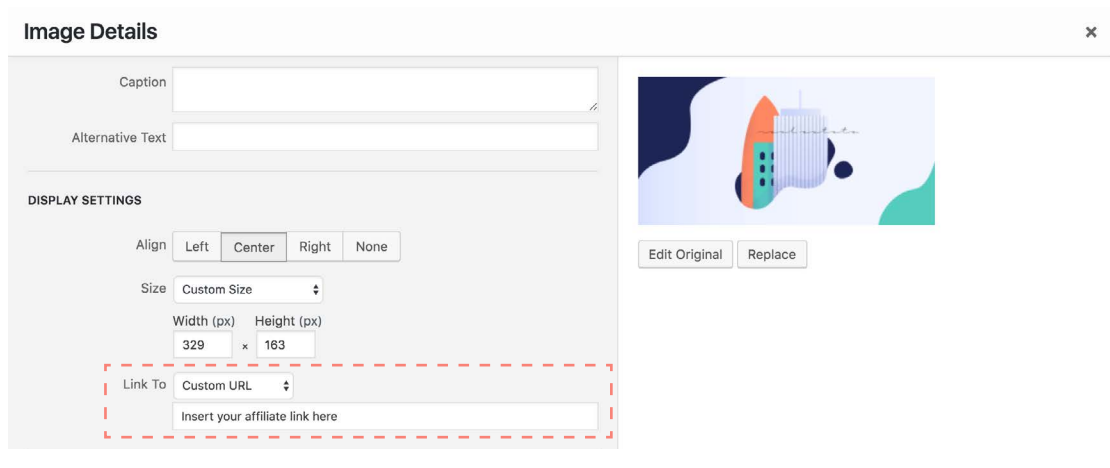 Image Details
Caption
Alternative Text
DISPLAY SETTINGS
Align Left Center Right None
Size Custom Size
Width (px) Height (px)
329 × 163
Link To Custom URL
Insert your affiliate link here
Edit Original Replace